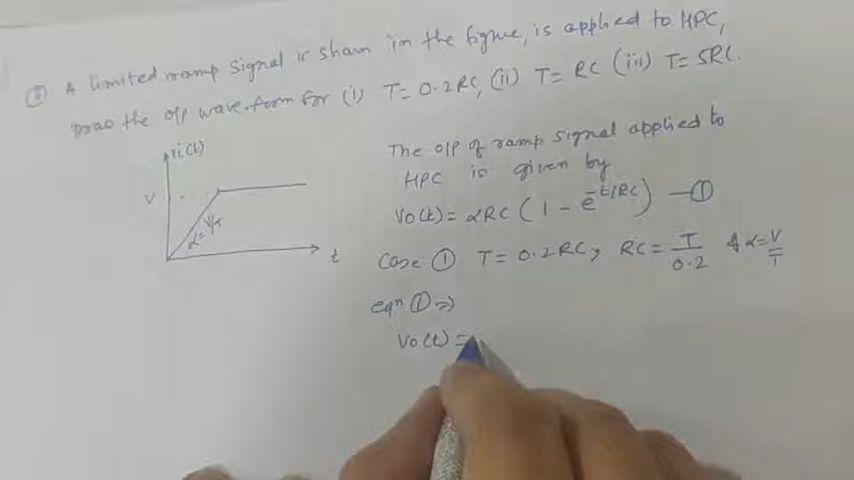 ② A limited ramp signal is shown in the figure, is applied to HPC,
Draw the o/p wave-form for (i) T= 0.2RC, (ii) T= RC (iii) T= 5RC.
vi(t)
V
α=V/T
t
The o/p of ramp signal applied to
HPC is given by
Vo(t)= αRC (1 - e^-t/RC) —①
Case ① T= 0.2RC, RC= T/0.2 & α=V/T
eqn ① ⇒
Vo(t) =